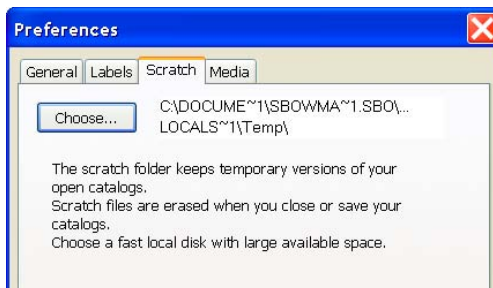 Preferences
General Labels Scratch Media
Choose... C:\DOCUME~1\SBOWMA~1.SBO\...
LOCALS~1\Temp\
The scratch folder keeps temporary versions of your
open catalogs.
Scratch files are erased when you close or save your
catalogs.
Choose a fast local disk with large available space.